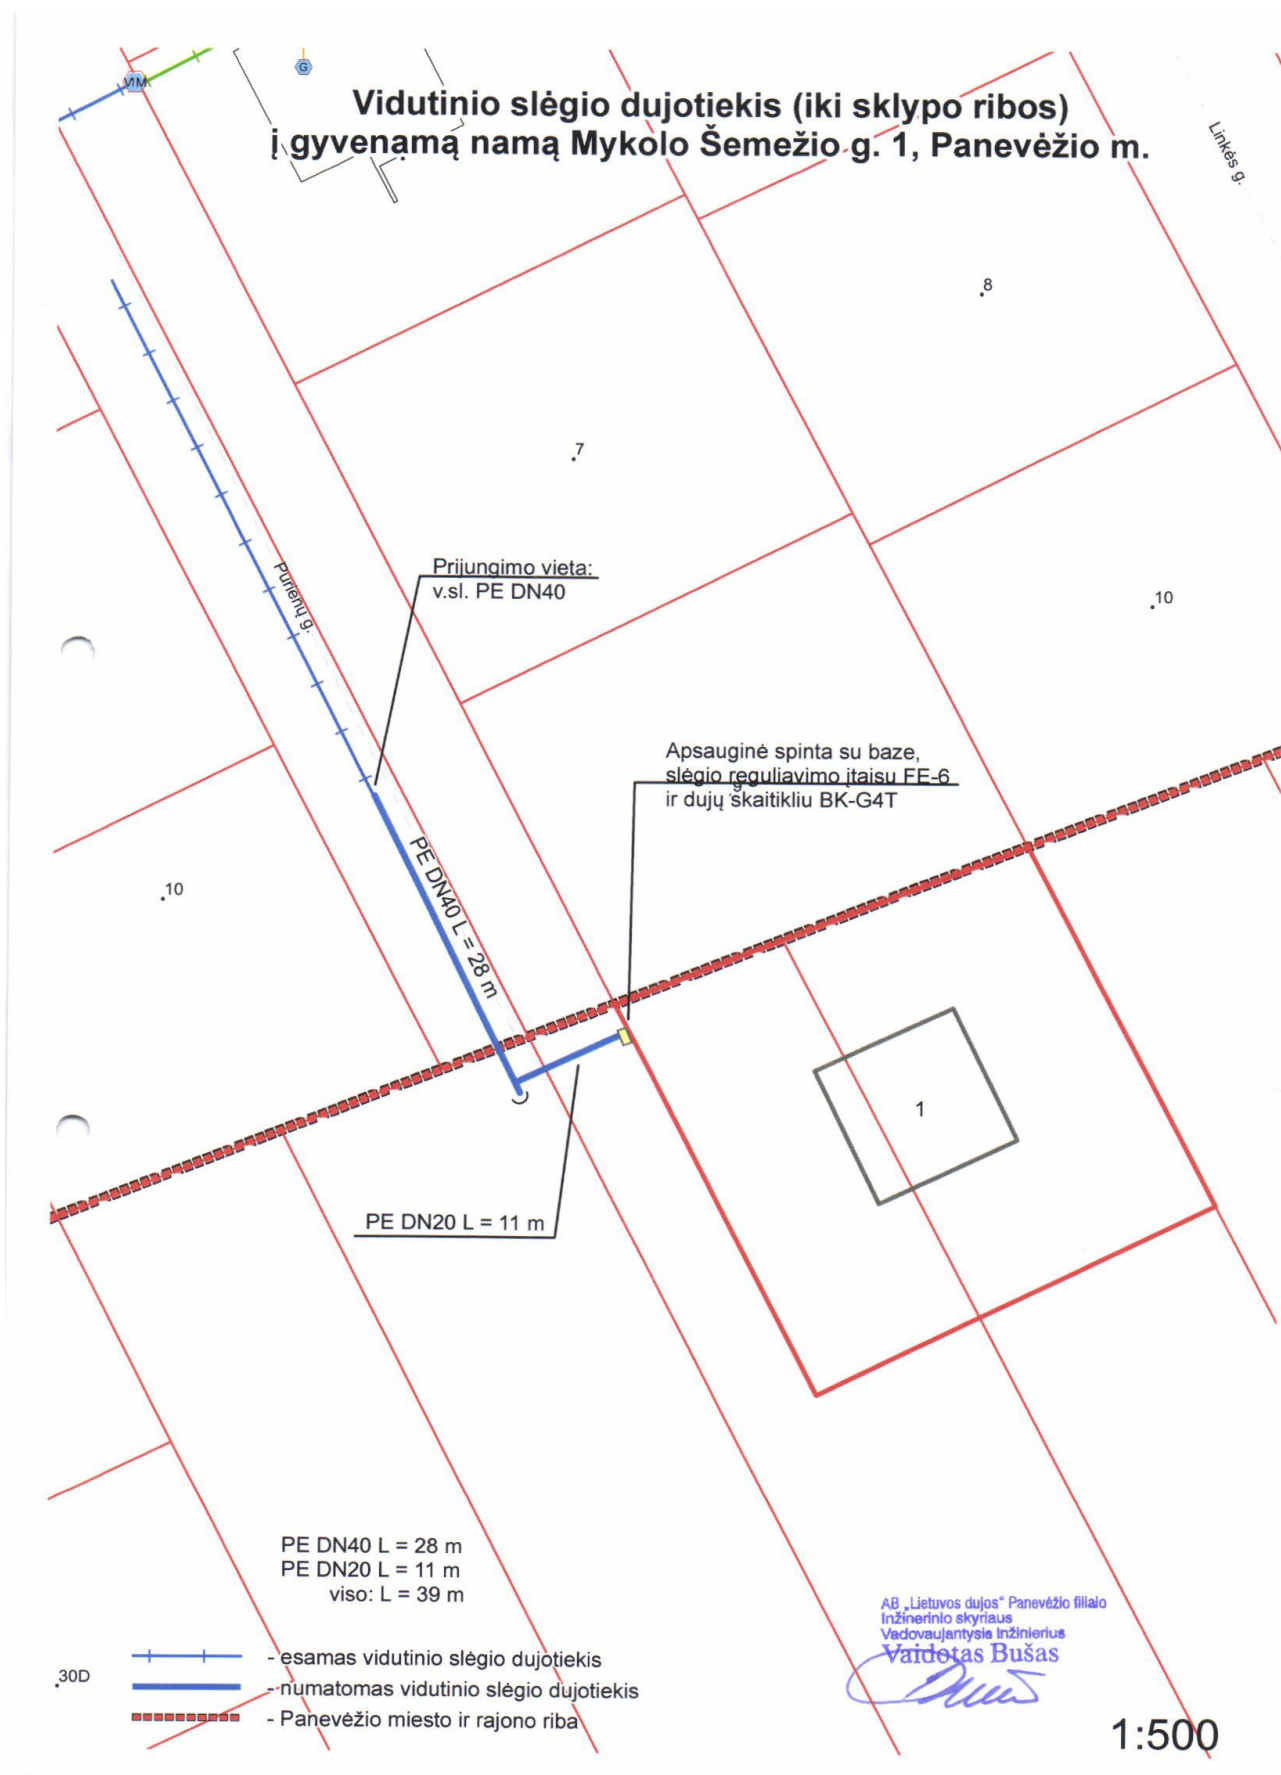 VIM
G
Vidutinio slėgio dujotiekis (iki sklypo ribos)
į gyvenamą namą Mykolo Šemežio g. 1, Panevėžio m.
Linkės g.
8
7
Prijungimo vieta:
v.sl. PE DN40
Purienų g.
10
Apsauginė spinta su baze,
slėgio reguliavimo įtaisu FE-6
ir dujų skaitikliu BK-G4T
PE DN40 L = 28 m
10
1
PE DN20 L = 11 m
PE DN40 L = 28 m
PE DN20 L = 11 m
viso: L = 39 m
AB „Lietuvos dujos“ Panevėžio filialo
Inžinerinio skyriaus
Vadovaujantysis inžinierius
Vaidotas Bušas
30D
- esamas vidutinio slėgio dujotiekis
- numatomas vidutinio slėgio dujotiekis
- Panevėžio miesto ir rajono riba
1:500